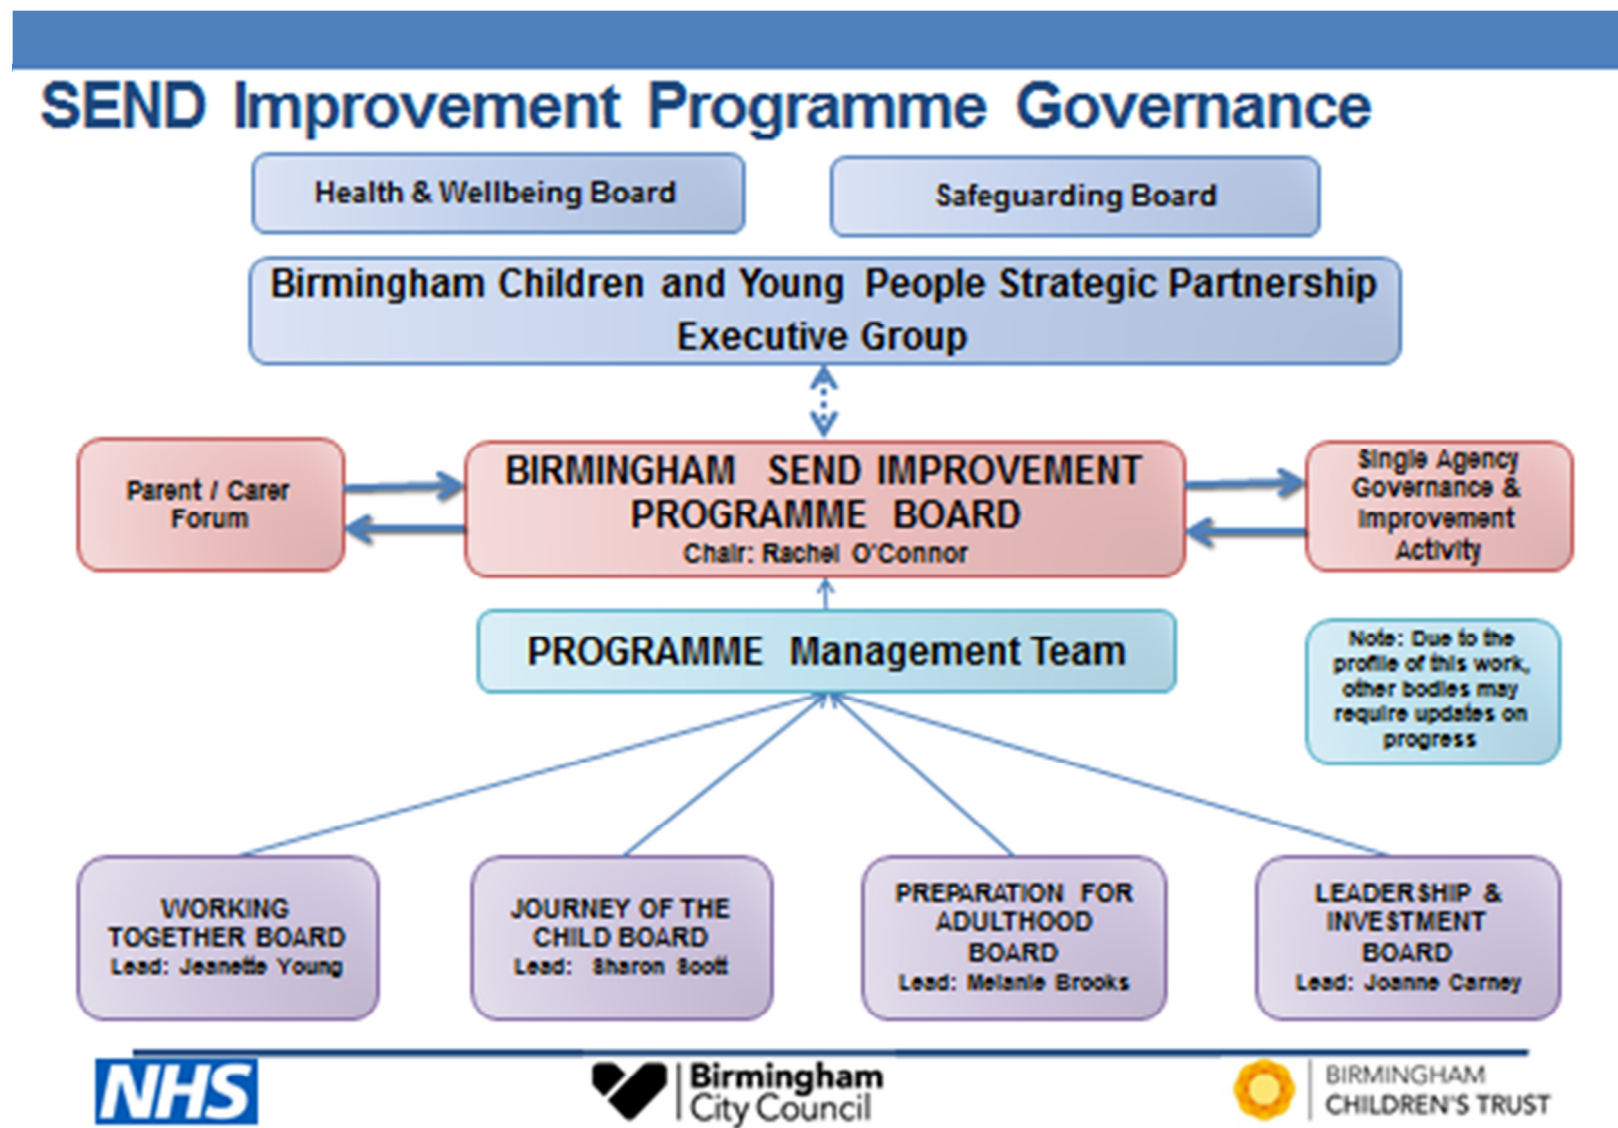 SEND Improvement Programme Governance
Health & Wellbeing Board
Safeguarding Board
Birmingham Children and Young People Strategic Partnership
Executive Group
Parent / Carer
Forum
BIRMINGHAM SEND IMPROVEMENT
PROGRAMME BOARD
Chair: Rachel O'Connor
Single Agency
Governance &
Improvement
Activity
PROGRAMME Management Team
Note: Due to the
profile of this work,
other bodies may
require updates on
progress
WORKING
TOGETHER BOARD
Lead: Jeanette Young
JOURNEY OF THE
CHILD BOARD
Lead: Sharon Scott
PREPARATION FOR
ADULTHOOD
BOARD
Lead: Melanie Brooks
LEADERSHIP &
INVESTMENT
BOARD
Lead: Joanne Carney
NHS
Birmingham
City Council
BIRMINGHAM
CHILDREN'S TRUST